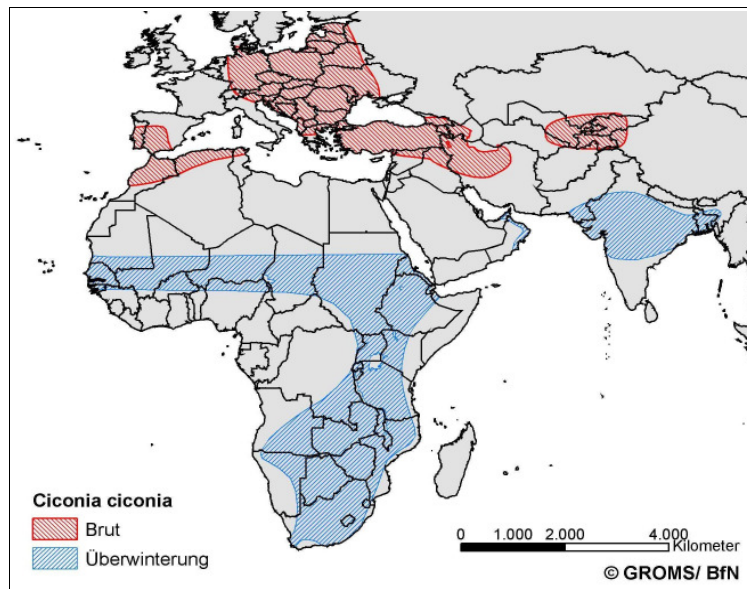 Ciconia ciconia
Brut
Überwinterung
0 1.000 2.000 4.000
Kilometer
© GROMS/ BfN